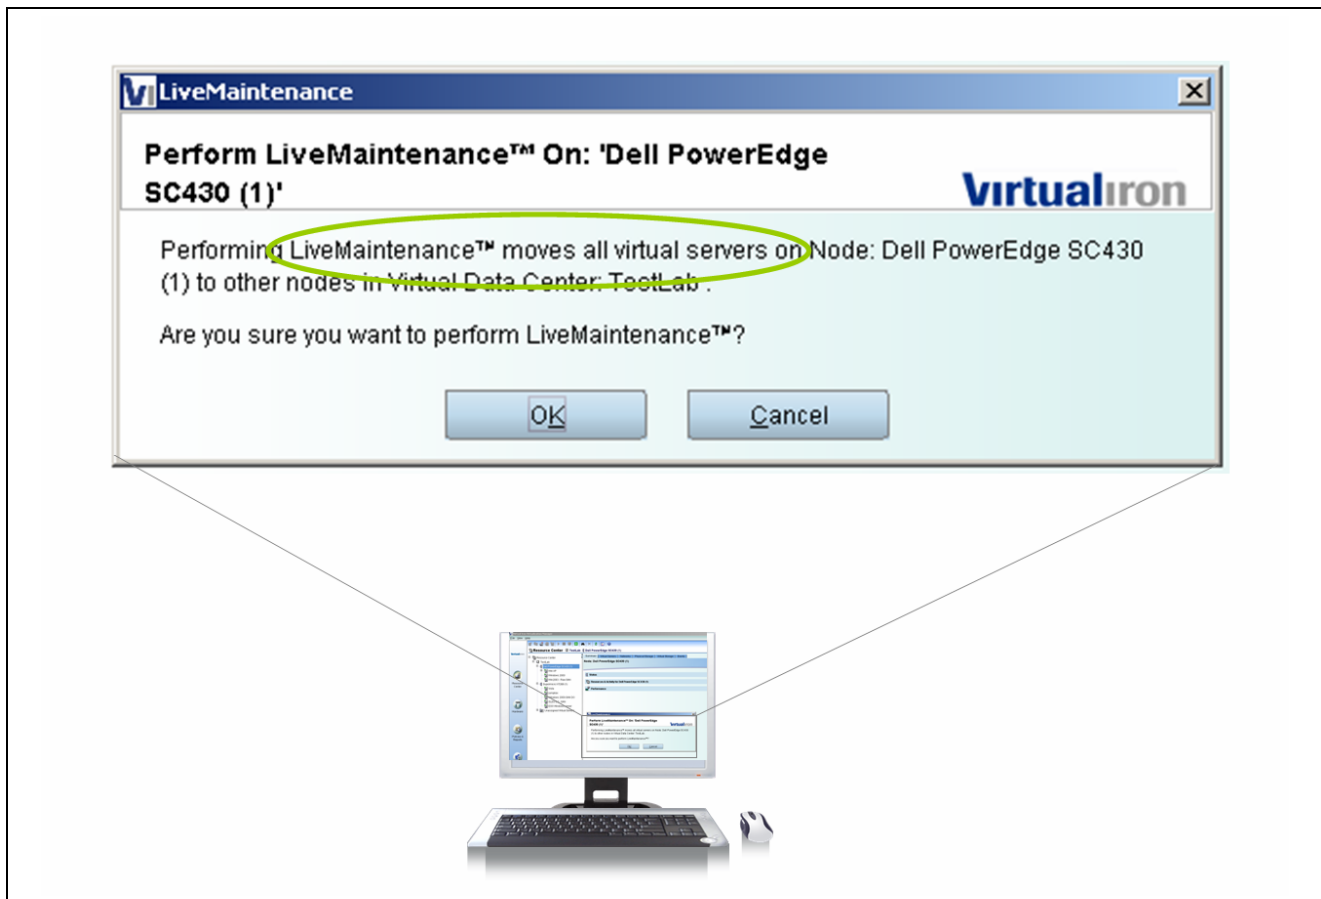 LiveMaintenance
Perform LiveMaintenance™ On: 'Dell PowerEdge
SC430 (1)'
Virtualiron
Performing LiveMaintenance™ moves all virtual servers on Node: Dell PowerEdge SC430
(1) to other nodes in Virtual Data Center: TestLab .
Are you sure you want to perform LiveMaintenance™?
OK
Cancel